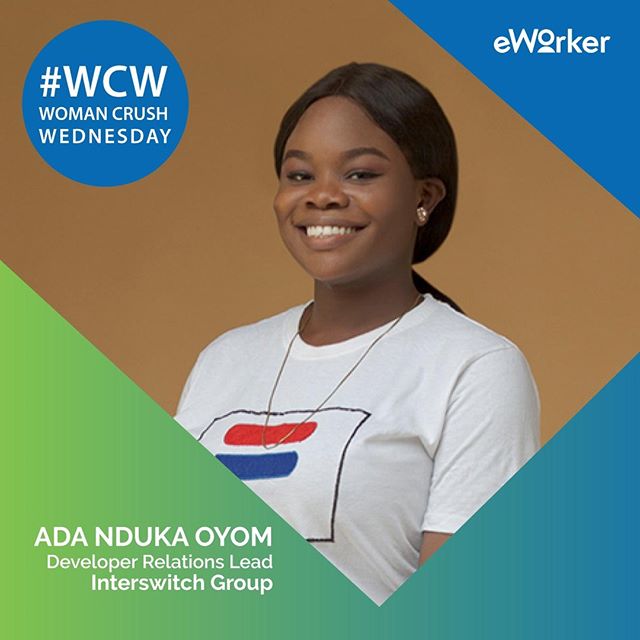 #WCW
WOMAN CRUSH
WEDNESDAY
eWorker
ADA NDUKA OYOM
Developer Relations Lead
Interswitch Group